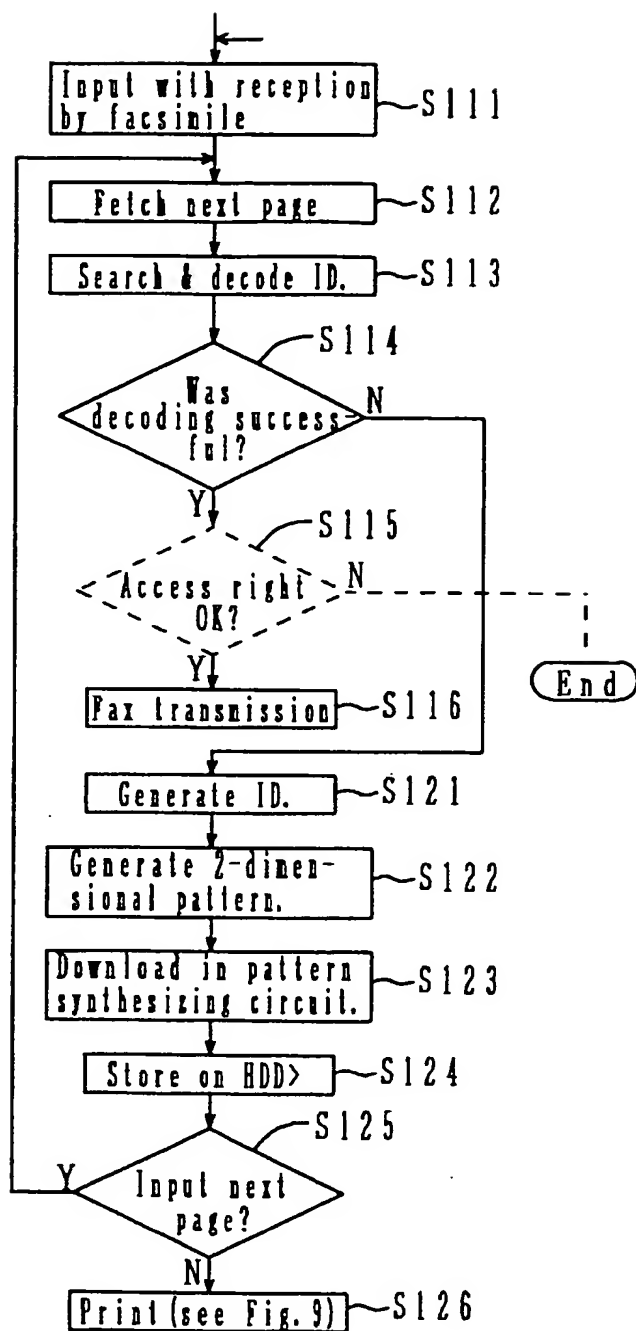 Input with reception
by facsimile
S111
Fetch next page
S112
Search & decode ID.
S113
S114
Was
decoding success-
ful?
N
Y
S115
Access right
OK?
N
Y
End
Fax transmission
S116
Generate ID.
S121
Generate 2-dimen-
sional pattern.
S122
Download in pattern
synthesizing circuit.
S123
Store on HDD>
S124
S125
Y
Input next
page?
N
Print(see Fig. 9)
S126